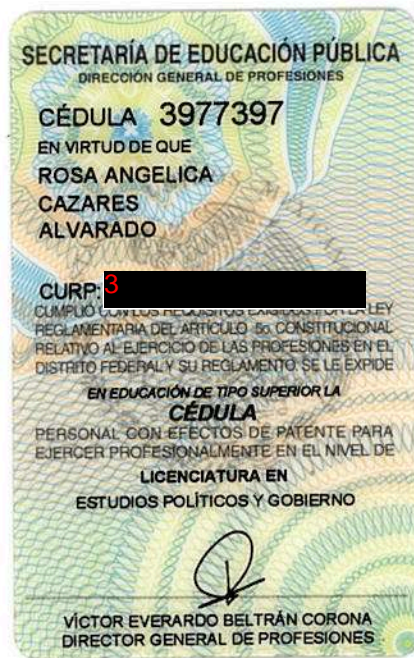 SECRETARÍA DE EDUCACIÓN PÚBLICA
DIRECCIÓN GENERAL DE PROFESIONES
CÉDULA 3977397
EN VIRTUD DE QUE
ROSA ANGELICA
CAZARES
ALVARADO
CURP: 3
CUMPLIÓ CON LOS REQUISITOS EXIGIDOS POR LA LEY
REGLAMENTARIA DEL ARTÍCULO 5o. CONSTITUCIONAL
RELATIVO AL EJERCICIO DE LAS PROFESIONES EN EL
DISTRITO FEDERAL Y SU REGLAMENTO. SE LE EXPIDE
EN EDUCACIÓN DE TIPO SUPERIOR LA
CÉDULA
PERSONAL CON EFECTOS DE PATENTE PARA
EJERCER PROFESIONALMENTE EN EL NIVEL DE
LICENCIATURA EN
ESTUDIOS POLÍTICOS Y GOBIERNO
VÍCTOR EVERARDO BELTRÁN CORONA
DIRECTOR GENERAL DE PROFESIONES